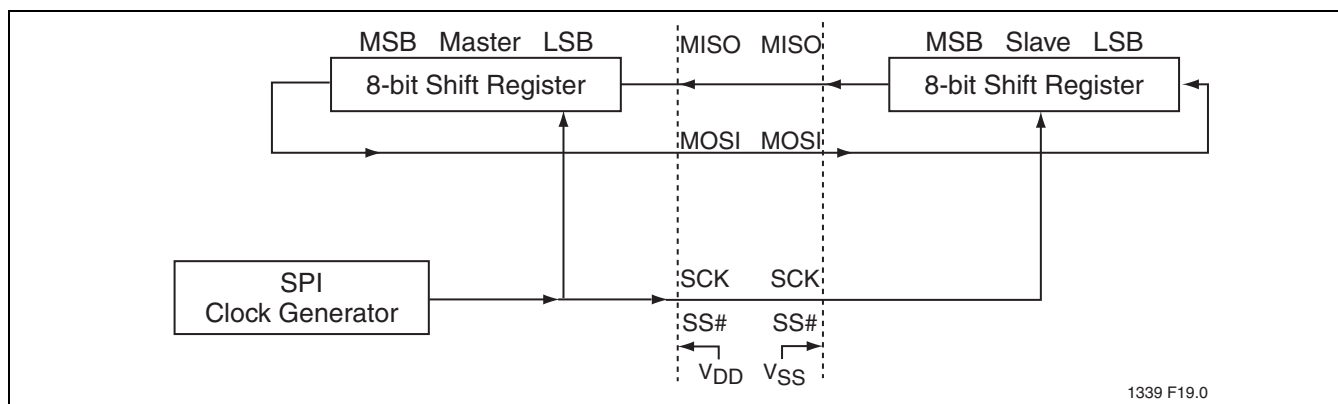 MSB Master LSB
MISO MISO
MSB Slave LSB
8-bit Shift Register
8-bit Shift Register
MOSI MOSI
SPI
Clock Generator
SCK SCK
SS# SS#
VDD VSS
1339 F19.0